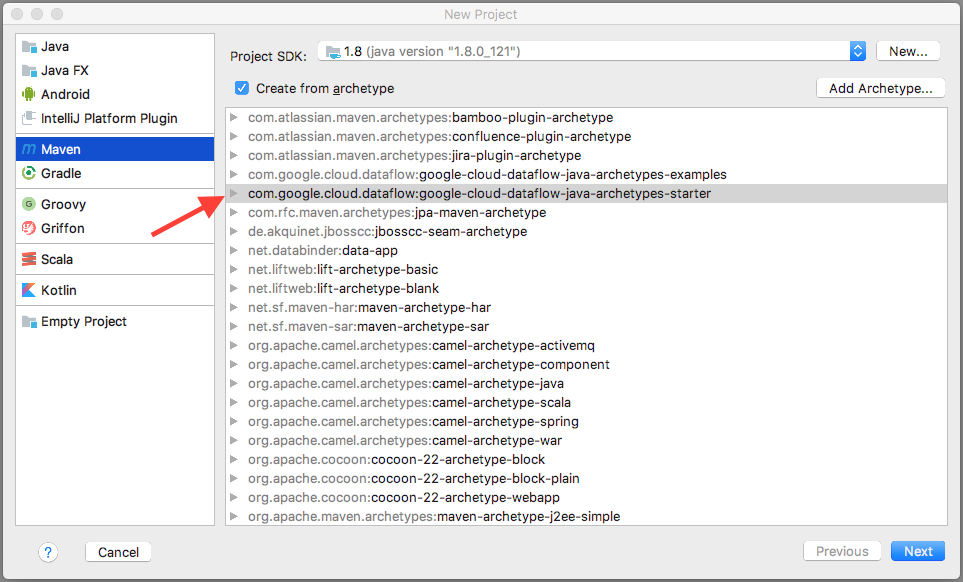 New Project
Java
Java FX
Android
IntelliJ Platform Plugin
Maven
Gradle
Groovy
Griffon
Scala
Kotlin
Empty Project
Project SDK: 1.8 (java version "1.8.0_121") New...
Create from archetype Add Archetype...
com.atlassian.maven.archetypes:bamboo-plugin-archetype
com.atlassian.maven.archetypes:confluence-plugin-archetype
com.atlassian.maven.archetypes:jira-plugin-archetype
com.google.cloud.dataflow:google-cloud-dataflow-java-archetypes-examples
com.google.cloud.dataflow:google-cloud-dataflow-java-archetypes-starter
com.rfc.maven.archetypes:jpa-maven-archetype
de.akquinet.jbosscc:jbosscc-seam-archetype
net.databinder:data-app
net.liftweb:lift-archetype-basic
net.liftweb:lift-archetype-blank
net.sf.maven-har:maven-archetype-har
net.sf.maven-sar:maven-archetype-sar
org.apache.camel.archetypes:camel-archetype-activemq
org.apache.camel.archetypes:camel-archetype-component
org.apache.camel.archetypes:camel-archetype-java
org.apache.camel.archetypes:camel-archetype-scala
org.apache.camel.archetypes:camel-archetype-spring
org.apache.camel.archetypes:camel-archetype-war
org.apache.cocoon:cocoon-22-archetype-block
org.apache.cocoon:cocoon-22-archetype-block-plain
org.apache.cocoon:cocoon-22-archetype-webapp
org.apache.maven.archetypes:maven-archetype-j2ee-simple
? Cancel Previous Next